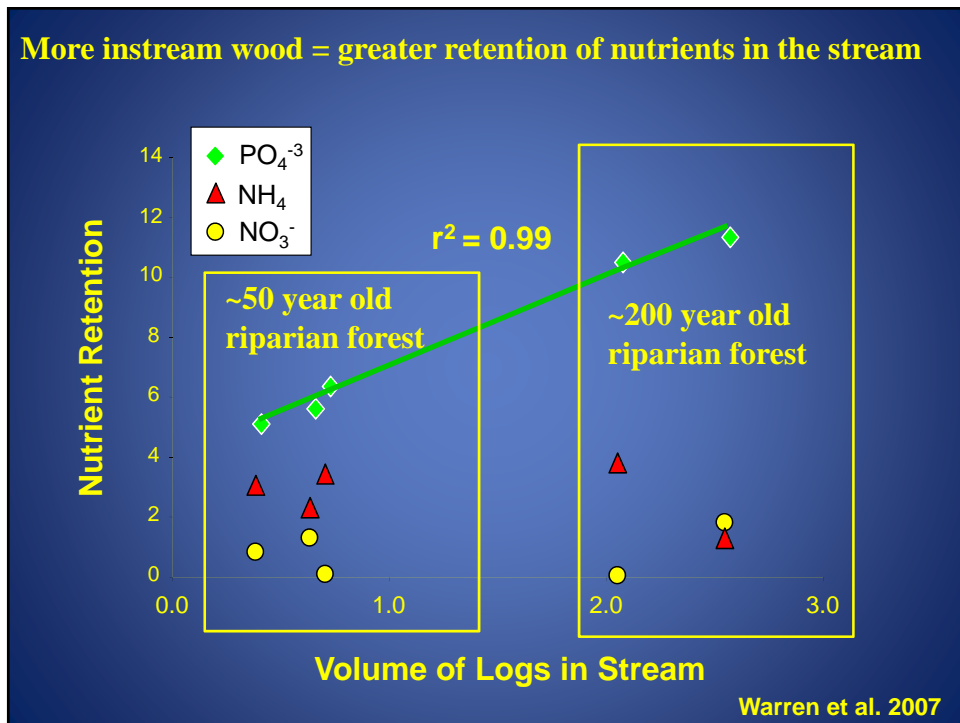 More instream wood = greater retention of nutrients in the stream
PO₄⁻³
NH₄
NO₃⁻
14
12
10
8
6
4
2
0
Nutrient Retention
r² = 0.99
~50 year old
riparian forest
~200 year old
riparian forest
0.0 1.0 2.0 3.0
Volume of Logs in Stream
Warren et al. 2007